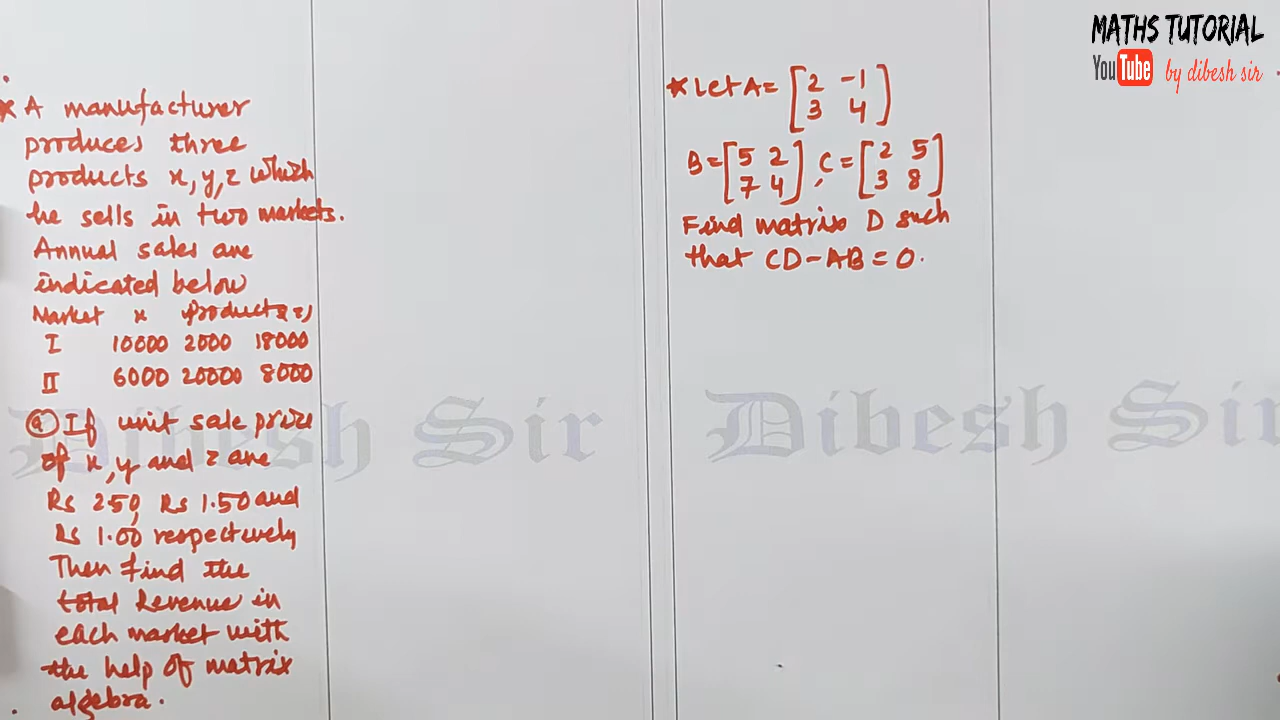 MATHS TUTORIAL
YouTube by dibesh sir
* A manufacturer
produces three
products x, y, z which
he sells in two markets.
Annual sales are
indicated below
Market x products
I 10000 2000 18000
II 6000 20000 8000
(a) If unit sale prize
of x, y and z are
Rs 2.50, Rs 1.50 and
Rs 1.00 respectively
Then find the
total Revenue in
each market with
the help of matrix
algebra.
* Let A = [2 -1
3 4]
B = [5 2 , C = [2 5
7 4] 3 8]
Find matrix D such
that CD - AB = 0.
Dibesh Sir
Dibesh Sir